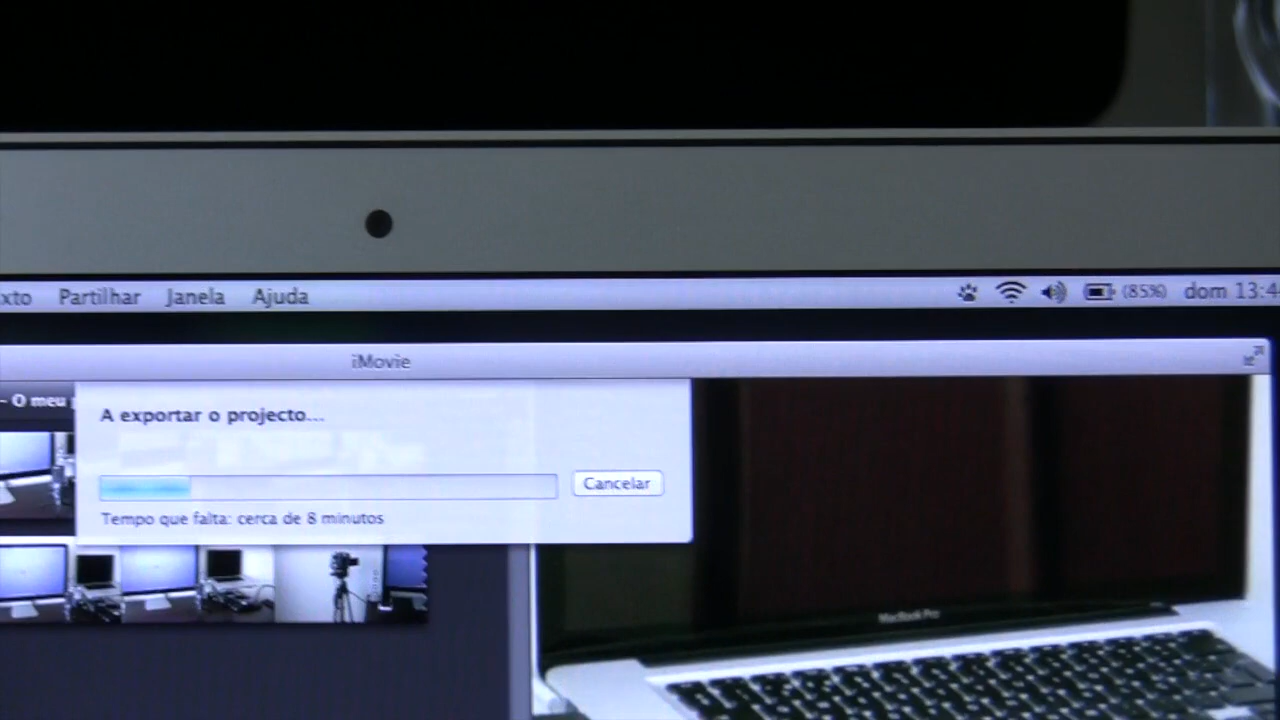 Partilhar Janela Ajuda (85%) dom 13:4
iMovie
- O meu
A exportar o projecto...
Cancelar
Tempo que falta: cerca de 8 minutos
MacBook Pro